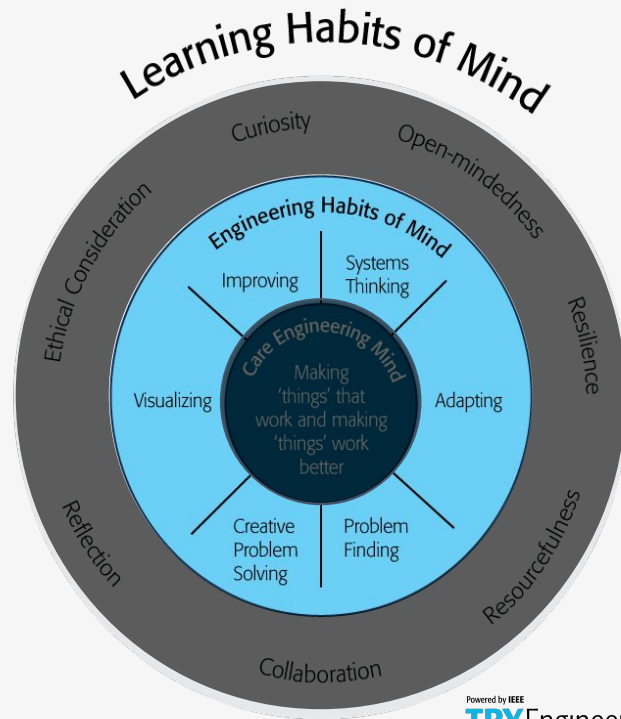 Learning Habits of Mind
Curiosity
Open-mindedness
Resilience
Resourcefulness
Collaboration
Reflection
Ethical Consideration
Engineering Habits of Mind
Improving
Systems
Thinking
Adapting
Problem
Finding
Creative
Problem
Solving
Visualizing
Care Engineering Mind
Making
‘things’ that
work and making
‘things’ work
better
Powered by IEEE